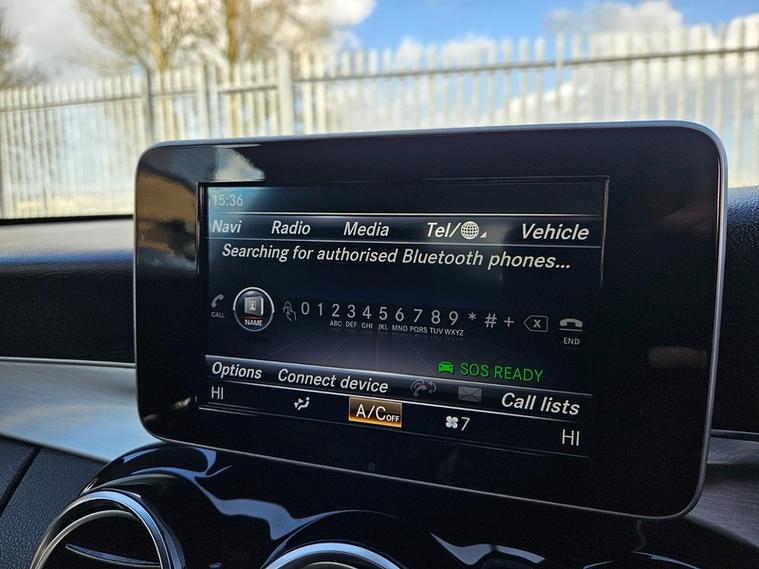 15:36
Navi Radio Media Tel/ Vehicle
Searching for authorised Bluetooth phones...
CALL NAME 0 1 2 3 4 5 6 7 8 9 * # + X END
ABC DEF GHI JKL MNO PQRS TUV WXYZ
SOS READY
Options Connect device Call lists
HI A/C OFF 7 HI